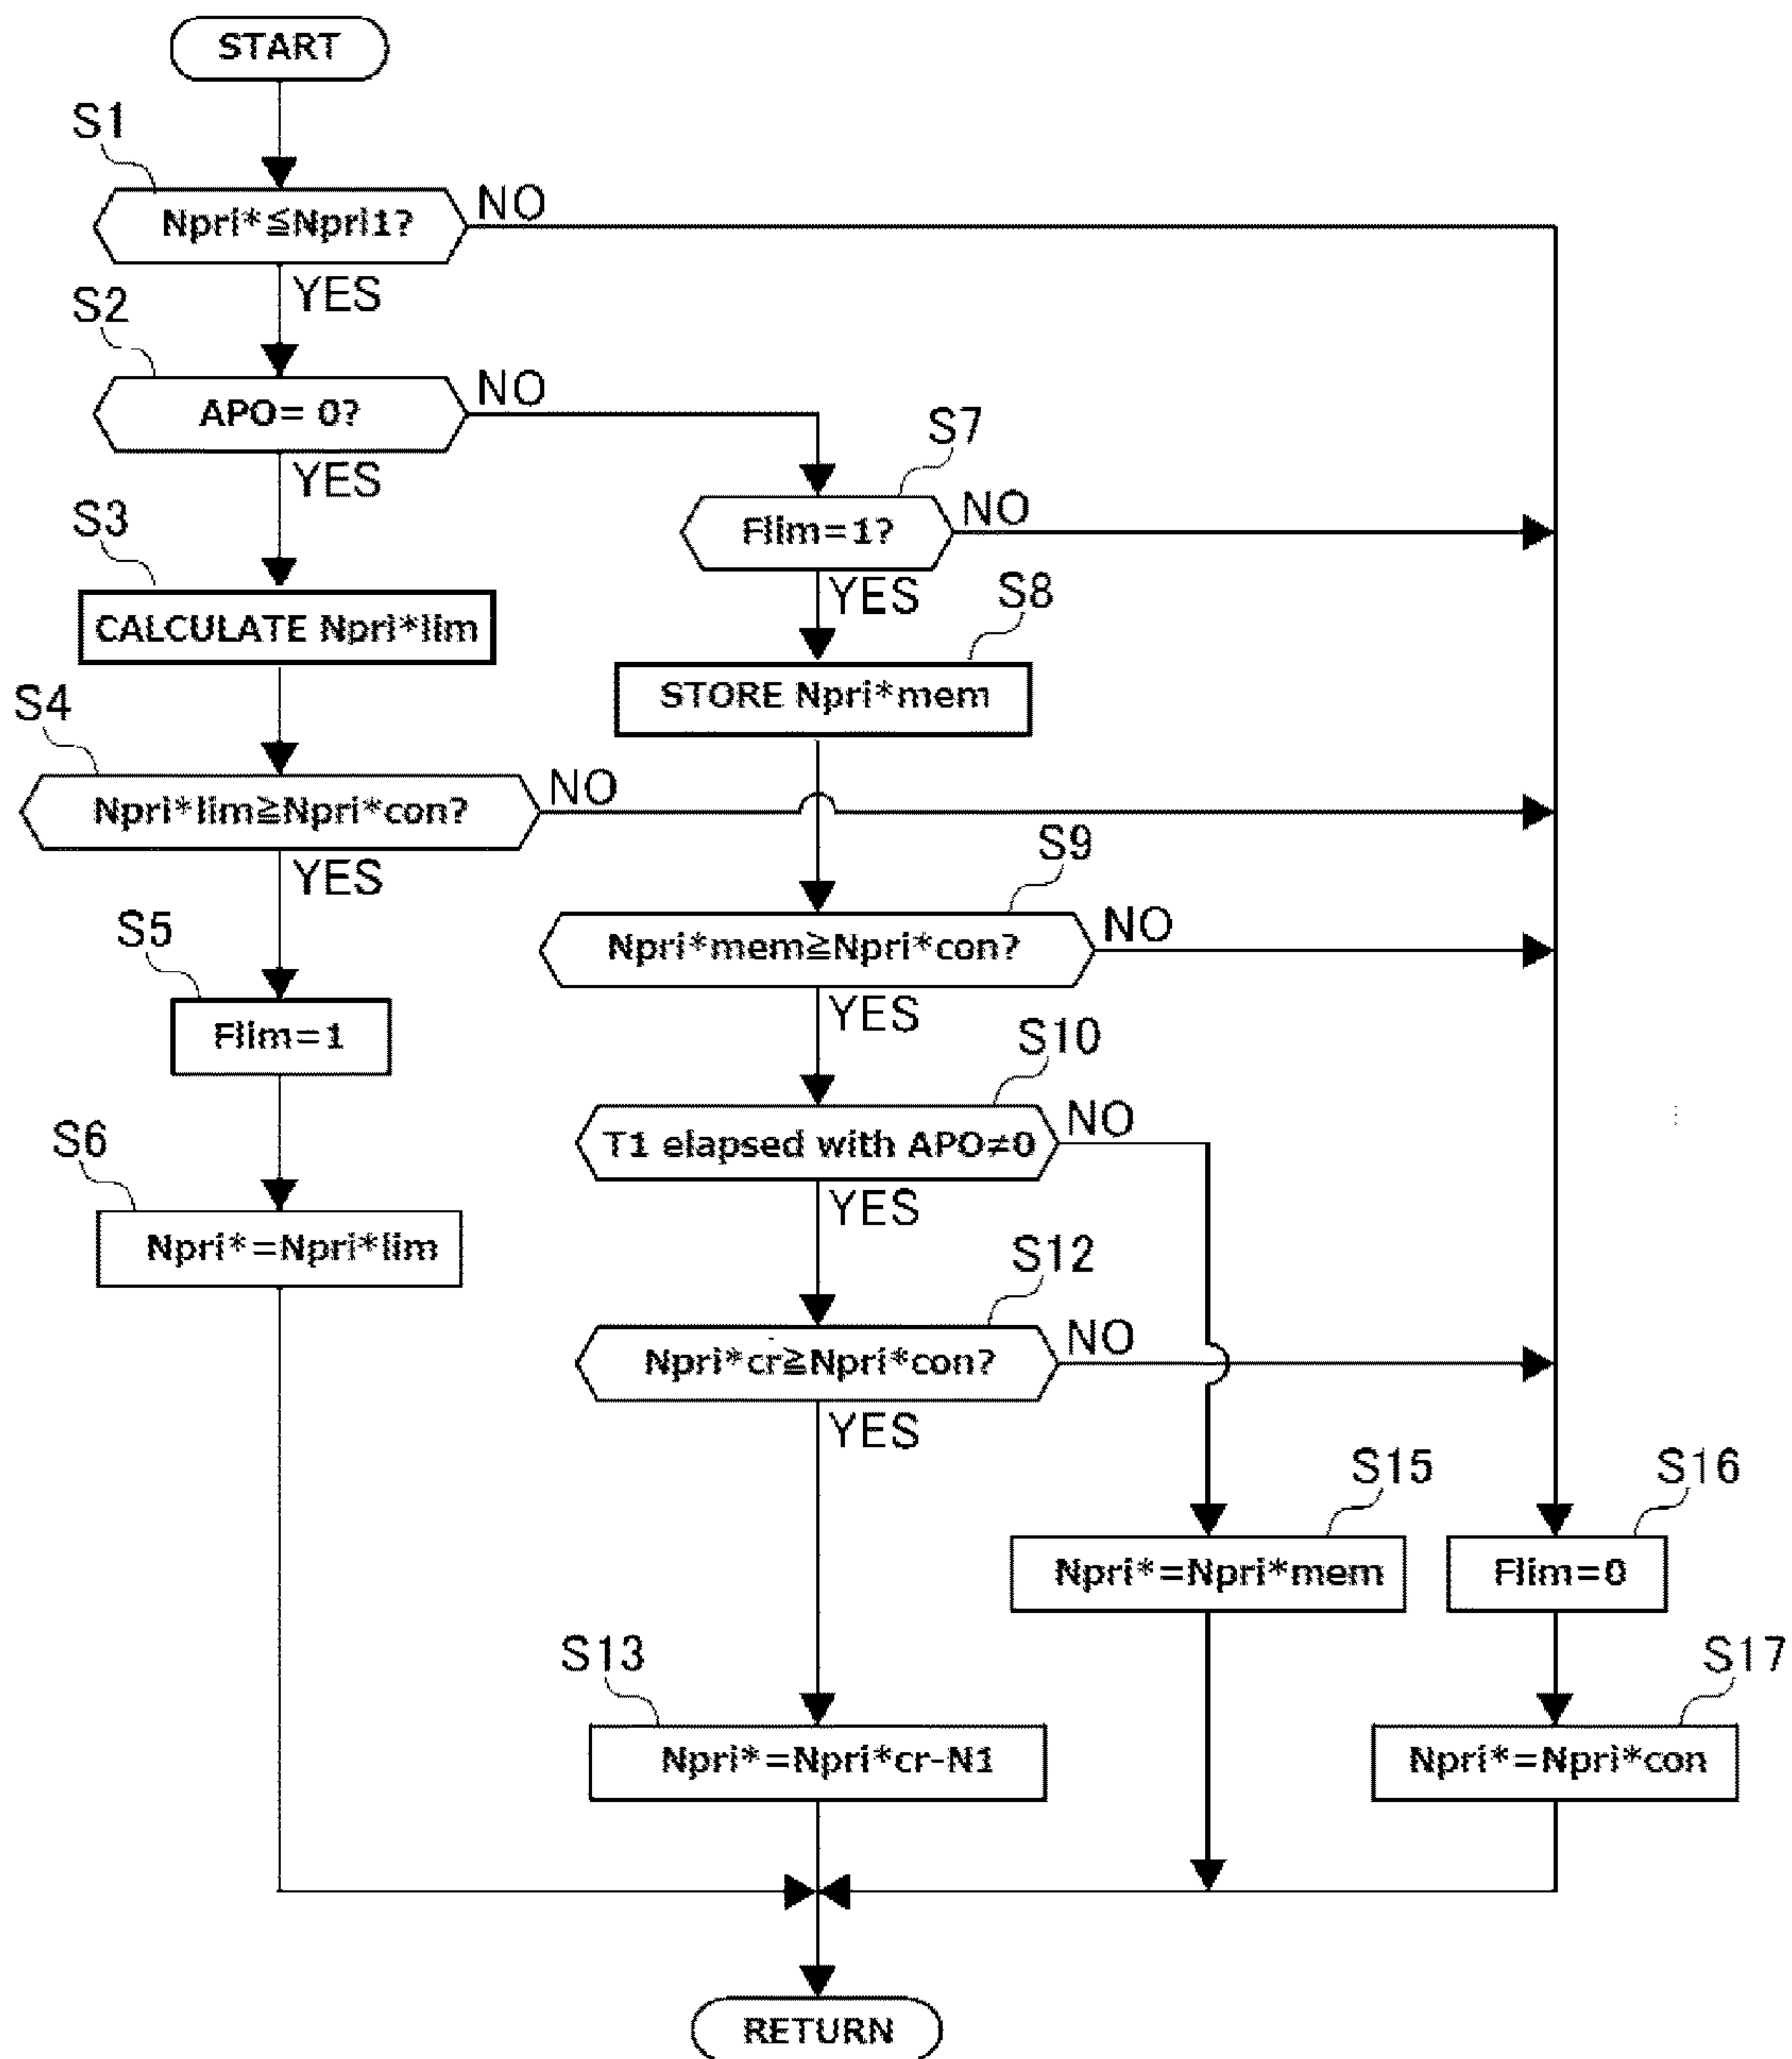 START
S1
Npri*≦Npri1?
NO
YES
S2
APO= 0?
NO
YES
S7
Flim=1?
NO
YES
S3
CALCULATE Npri*lim
S8
STORE Npri*mem
S4
Npri*lim≧Npri*con?
NO
YES
S9
Npri*mem≧Npri*con?
NO
YES
S5
Flim=1
S10
T1 elapsed with APO≠0
NO
YES
S6
Npri*=Npri*lim
S12
Npri*cr≧Npri*con?
NO
YES
S15
Npri*=Npri*mem
S16
Flim=0
S13
Npri*=Npri*cr-N1
S17
Npri*=Npri*con
RETURN